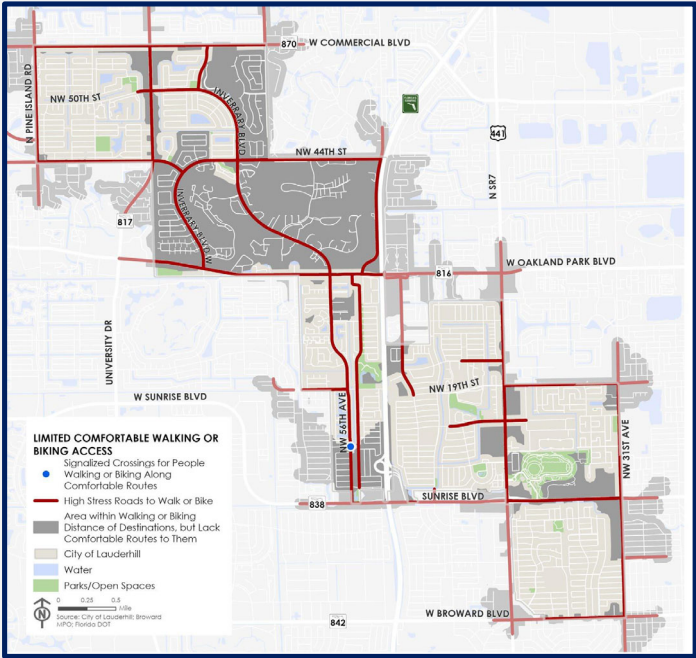 870
W COMMERCIAL BLVD
N PINE ISLAND RD
NW 50TH ST
INVERRARY BLVD
441
NW 44TH ST
N SR7
817
INVERRARY BLVD W
W OAKLAND PARK BLVD
816
UNIVERSITY DR
NW 19TH ST
W SUNRISE BLVD
NW 56TH AVE
NW 31ST AVE
LIMITED COMFORTABLE WALKING OR
BIKING ACCESS
Signalized Crossings for People
Walking or Biking Along
Comfortable Routes
High Stress Roads to Walk or Bike
Area within Walking or Biking
Distance of Destinations, but Lack
Comfortable Routes to Them
City of Lauderhill
Water
Parks/Open Spaces
SUNRISE BLVD
838
0 0.25 0.5
Mile
N
Source: City of Lauderhill; Broward
MPO; Florida DOT
W BROWARD BLVD
842